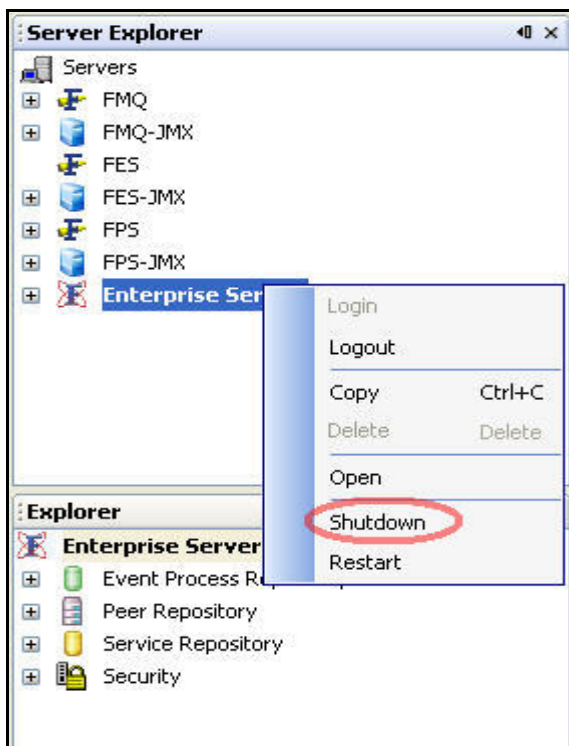 Server Explorer
Servers
FMQ
FMQ-JMX
FES
FES-JMX
FPS
FPS-JMX
Enterprise Ser
Login
Logout
Copy Ctrl+C
Delete Delete
Open
Shutdown
Restart
Explorer
Enterprise Server
Event Process
Peer Repository
Service Repository
Security